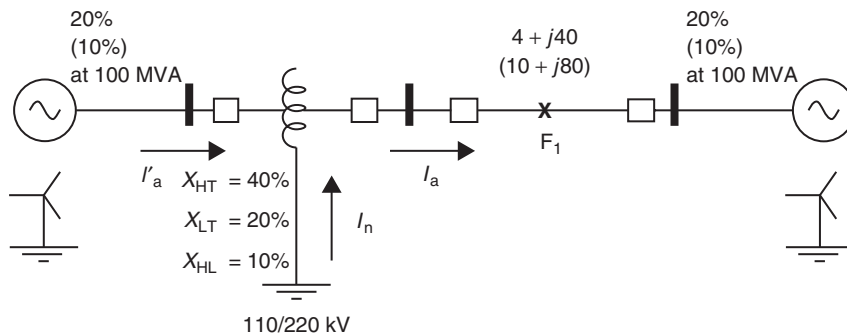 20%
(10%)
at 100 MVA
4 + j40
(10 + j80)
20%
(10%)
at 100 MVA
F1
I′a
Ia
XHT = 40%
XLT = 20%
In
XHL = 10%
110/220 kV